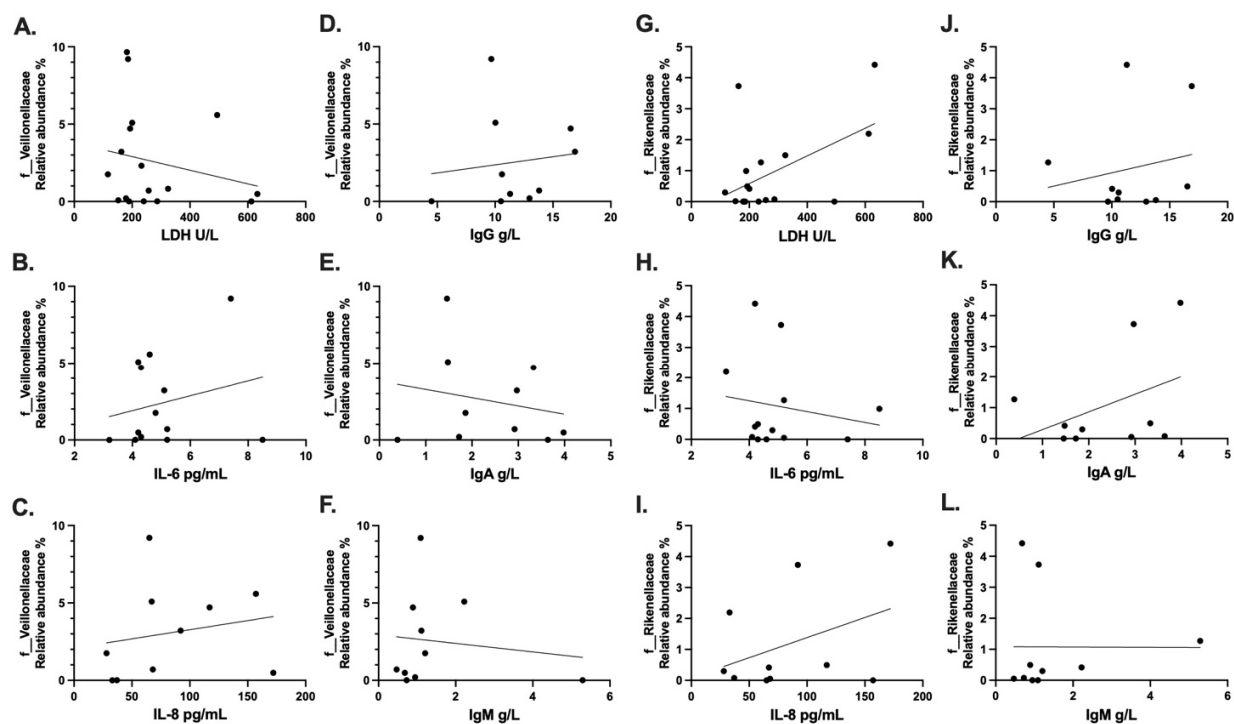 A.
f__Veillonellaceae
Relative abundance %
10
5
0
0 200 400 600 800
LDH U/L
D.
f__Veillonellaceae
Relative abundance %
10
5
0
0 5 10 15 20
IgG g/L
G.
f__Rikenellaceae
Relative abundance %
5
4
3
2
1
0
0 200 400 600 800
LDH U/L
J.
f__Rikenellaceae
Relative abundance %
5
4
3
2
1
0
0 5 10 15 20
IgG g/L
B.
f__Veillonellaceae
Relative abundance %
10
5
0
2 4 6 8 10
IL-6 pg/mL
E.
f__Veillonellaceae
Relative abundance %
10
5
0
0 1 2 3 4 5
IgA g/L
H.
f__Rikenellaceae
Relative abundance %
5
4
3
2
1
0
2 4 6 8 10
IL-6 pg/mL
K.
f__Rikenellaceae
Relative abundance %
5
4
3
2
1
0
0 1 2 3 4 5
IgA g/L
C.
f__Veillonellaceae
Relative abundance %
10
5
0
0 50 100 150 200
IL-8 pg/mL
F.
f__Veillonellaceae
Relative abundance %
10
5
0
0 2 4 6
IgM g/L
I.
f__Rikenellaceae
Relative abundance %
5
4
3
2
1
0
0 50 100 150 200
IL-8 pg/mL
L.
f__Rikenellaceae
Relative abundance %
5
4
3
2
1
0
0 2 4 6
IgM g/L